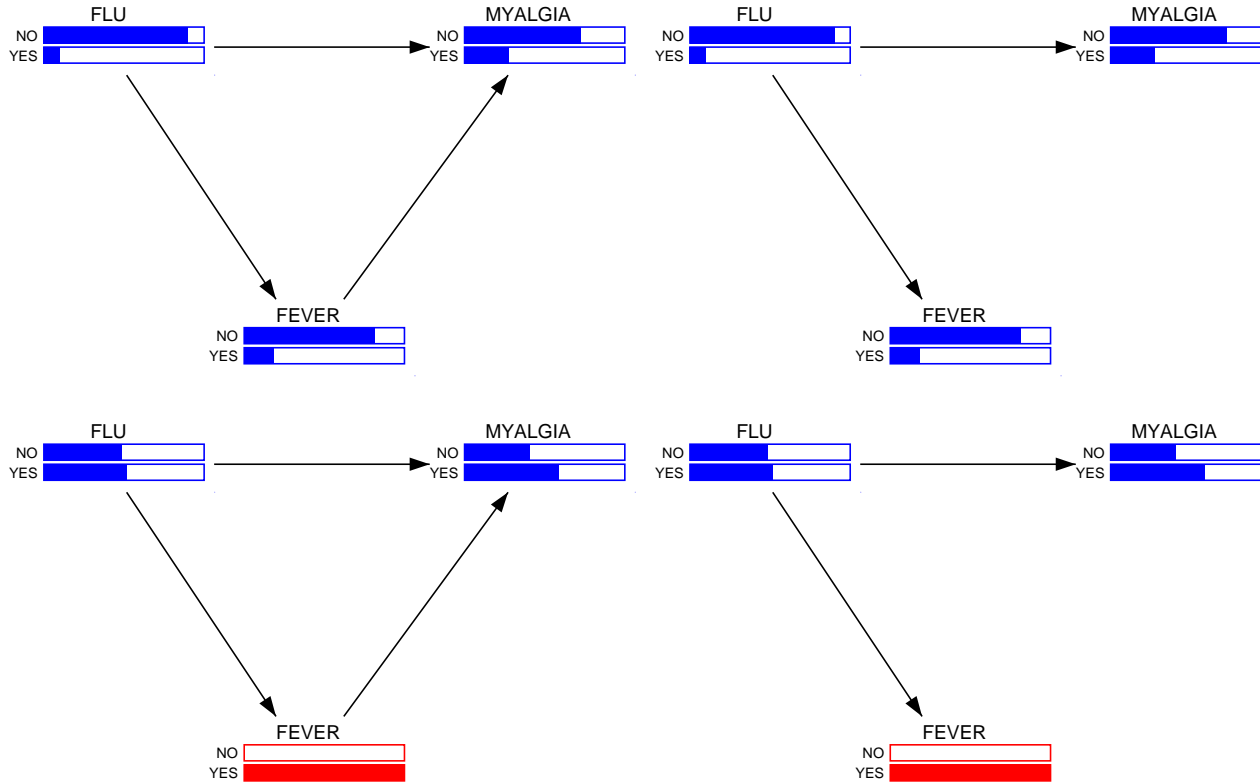 FLU
NO
YES
MYALGIA
NO
YES
FEVER
NO
YES
FLU
NO
YES
MYALGIA
NO
YES
FEVER
NO
YES
FLU
NO
YES
MYALGIA
NO
YES
FEVER
NO
YES
FLU
NO
YES
MYALGIA
NO
YES
FEVER
NO
YES